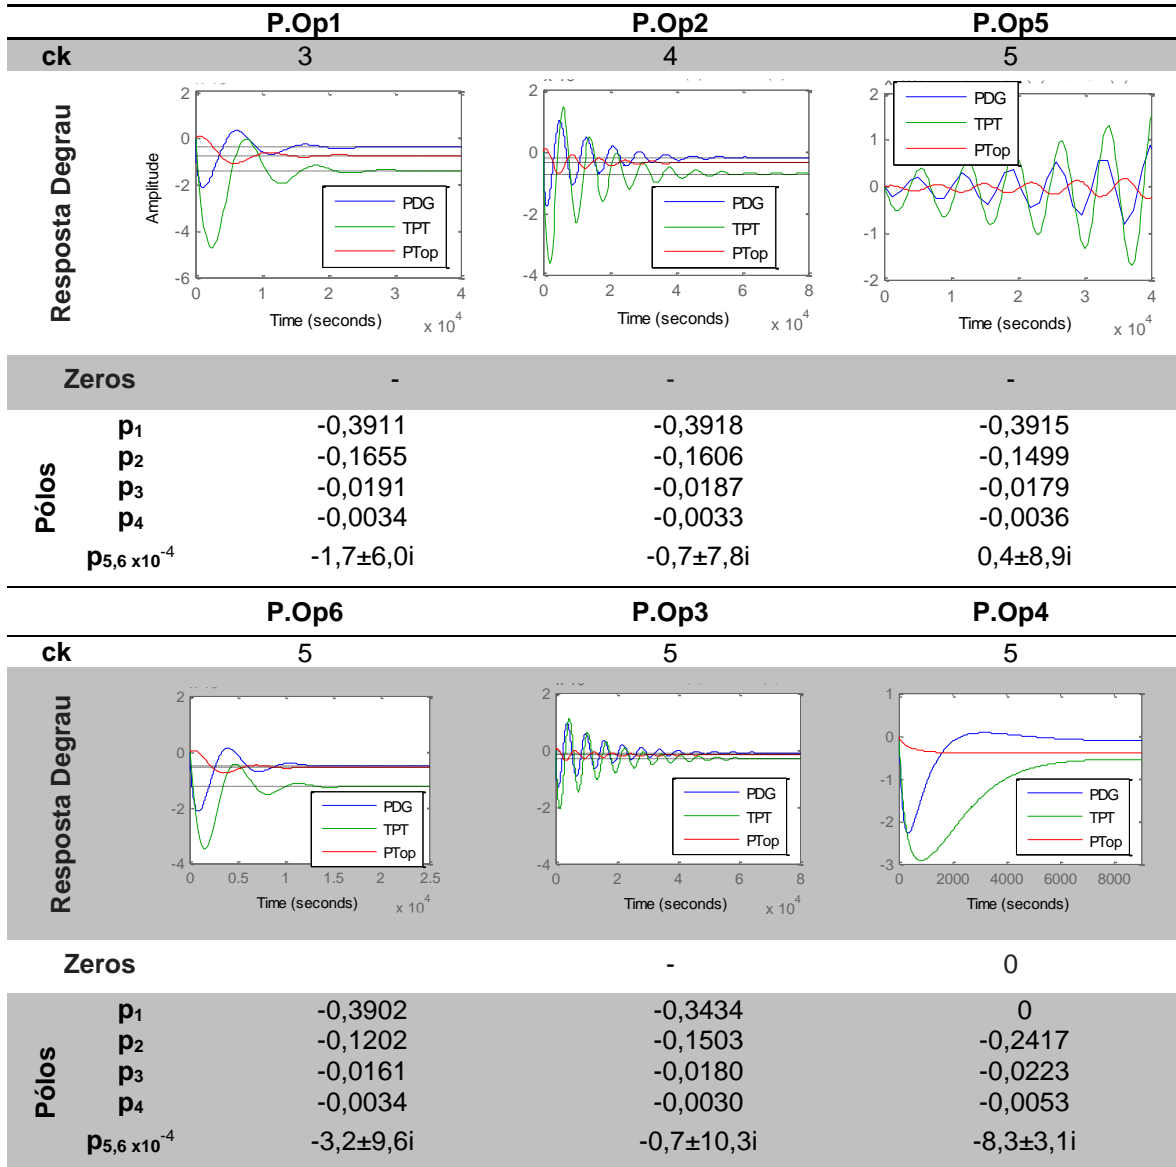 P.Op1 P.Op2 P.Op5
ck 3 4 5
Resposta Degrau
Amplitude
2
0
-2
-4
-6
0 1 2 3 4
Time (seconds)
x 10^4
PDG
TPT
PTop
2
0
-2
-4
0 2 4 6 8
Time (seconds)
x 10^4
PDG
TPT
PTop
2
1
0
-1
-2
0 1 2 3 4
Time (seconds)
x 10^4
PDG
TPT
PTop
Zeros - - -
Pólos
p1 -0,3911 -0,3918 -0,3915
p2 -0,1655 -0,1606 -0,1499
p3 -0,0191 -0,0187 -0,0179
p4 -0,0034 -0,0033 -0,0036
p5,6 x10^-4 -1,7±6,0i -0,7±7,8i 0,4±8,9i
P.Op6 P.Op3 P.Op4
ck 5 5 5
Resposta Degrau
2
0
-2
-4
0 0.5 1 1.5 2 2.5
Time (seconds)
x 10^4
PDG
TPT
PTop
2
0
-2
-4
0 2 4 6 8
Time (seconds)
x 10^4
PDG
TPT
PTop
1
0
-1
-2
-3
0 2000 4000 6000 8000
Time (seconds)
PDG
TPT
PTop
Zeros - 0
Pólos
p1 -0,3902 -0,3434 0
p2 -0,1202 -0,1503 -0,2417
p3 -0,0161 -0,0180 -0,0223
p4 -0,0034 -0,0030 -0,0053
p5,6 x10^-4 -3,2±9,6i -0,7±10,3i -8,3±3,1i